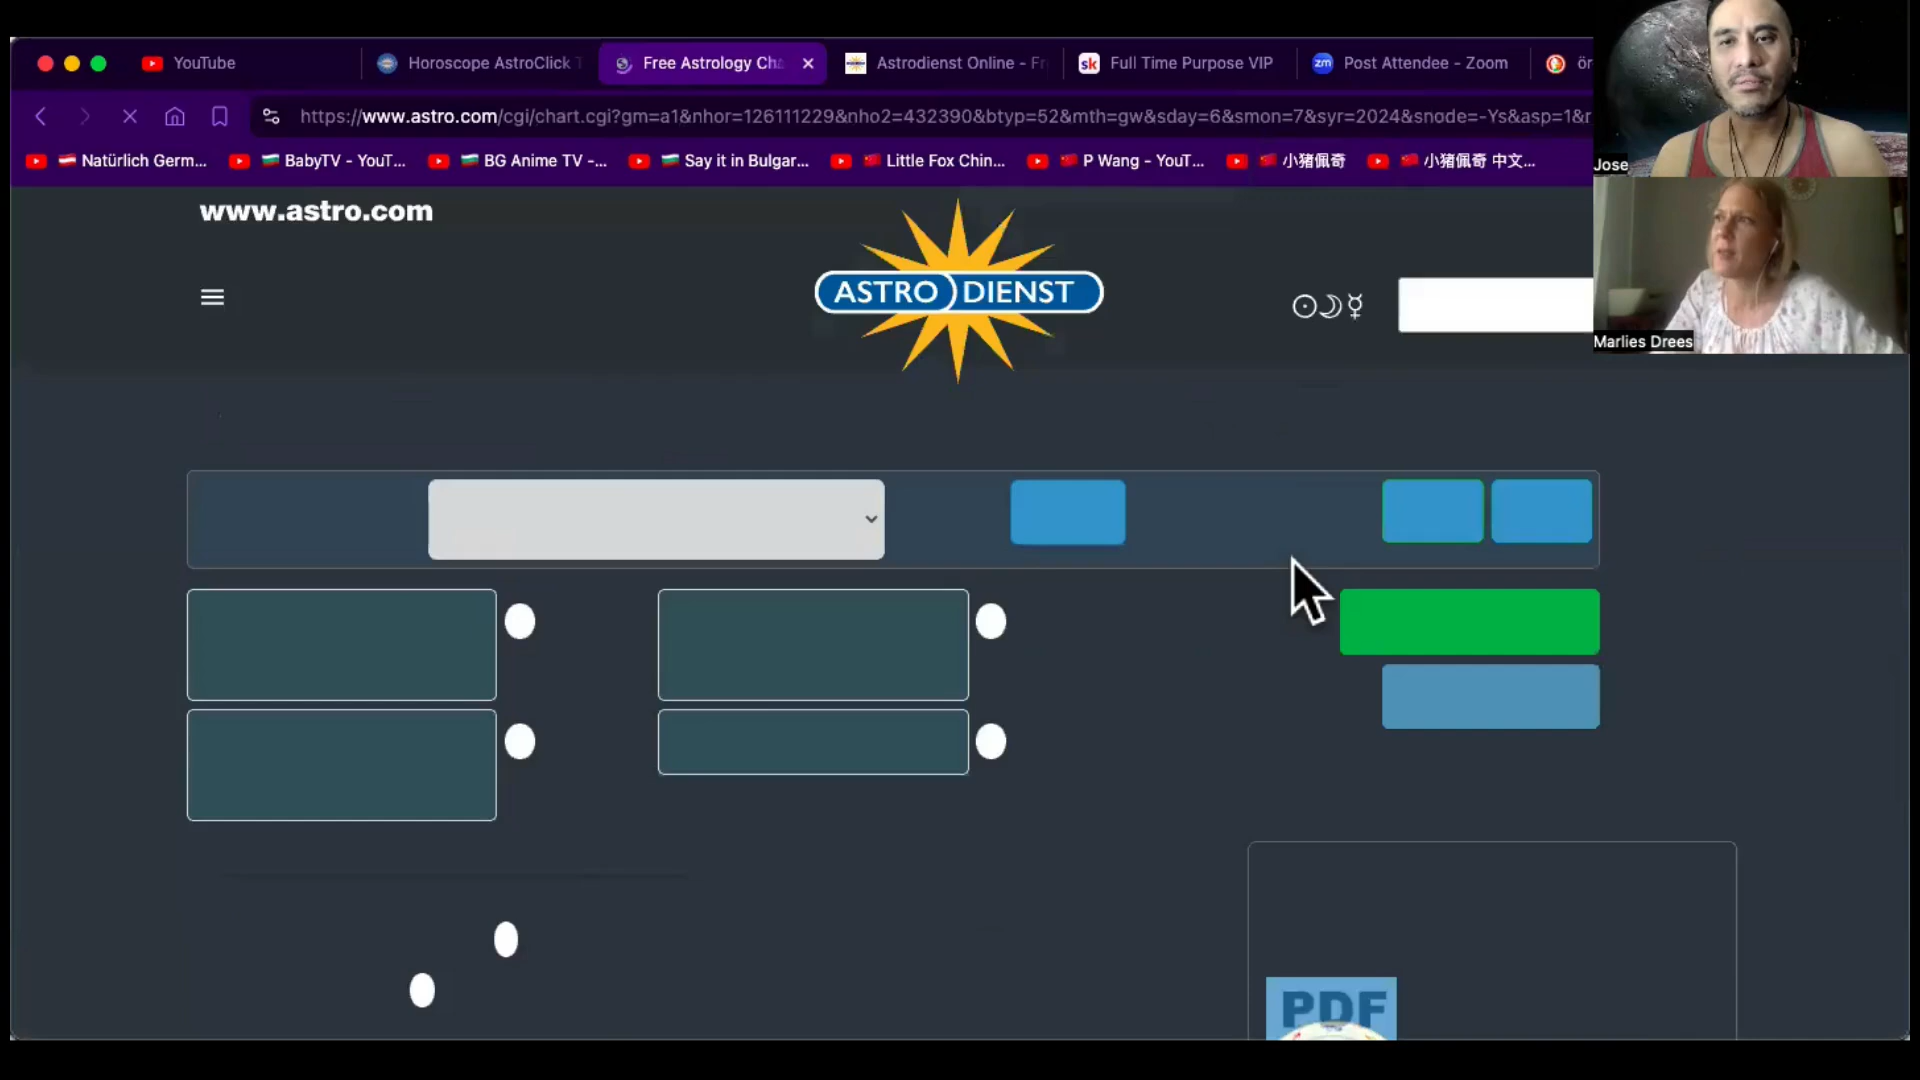 YouTube
Horoscope AstroClick T
Free Astrology Cha
Astrodienst Online - Fr
sk
Full Time Purpose VIP
zm
Post Attendee - Zoom
ör
https://www.astro.com/cgi/chart.cgi?gm=a1&nhor=126111229&nho2=432390&btyp=52&mth=gw&sday=6&smon=7&syr=2024&snode=-Ys&asp=1&r
Natürlich Germ...
BabyTV - YouT...
BG Anime TV -...
Say it in Bulgar...
Little Fox Chin...
P Wang - YouT...
小猪佩奇
小猪佩奇 中文...
Jose
www.astro.com
ASTRO DIENST
☉☽☿
Marlies Drees
PDF